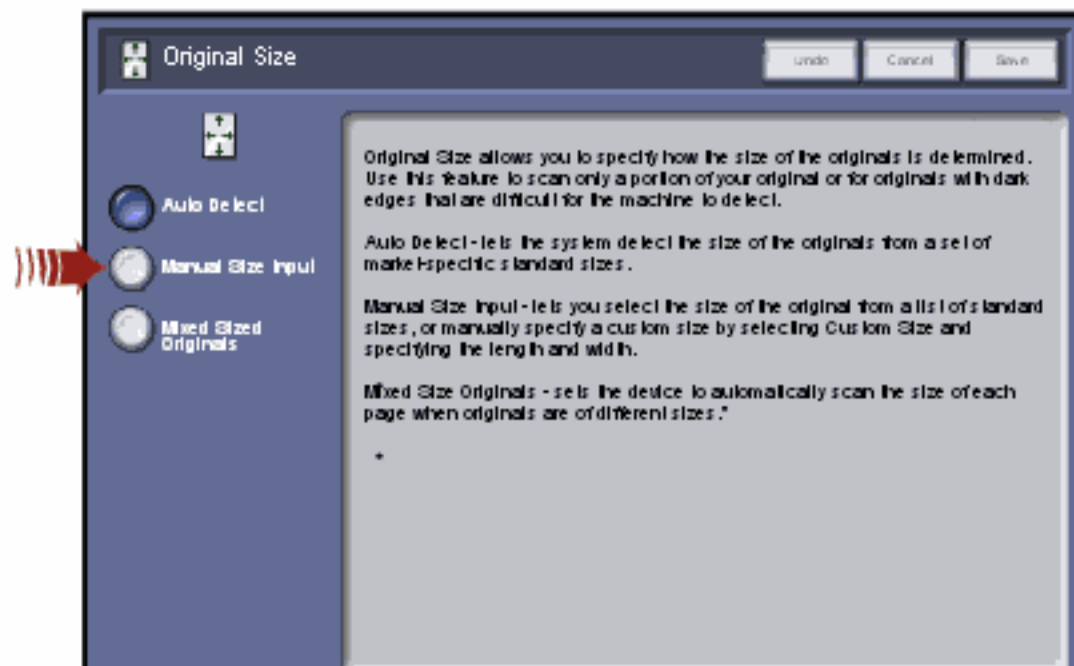 Original Size
Undo
Cancel
Save
Auto Detect
Manual Size Input
Mixed Sized
Originals
Original Size allows you to specify how the size of the originals is determined.
Use this feature to scan only a portion of your original or for originals with dark
edges that are difficult for the machine to detect.
Auto Detect - lets the system detect the size of the originals from a set of
market-specific standard sizes.
Manual Size Input - lets you select the size of the original from a list of standard
sizes, or manually specify a custom size by selecting Custom Size and
specifying the length and width.
Mixed Size Originals - sets the device to automatically scan the size of each
page when originals are of different sizes."